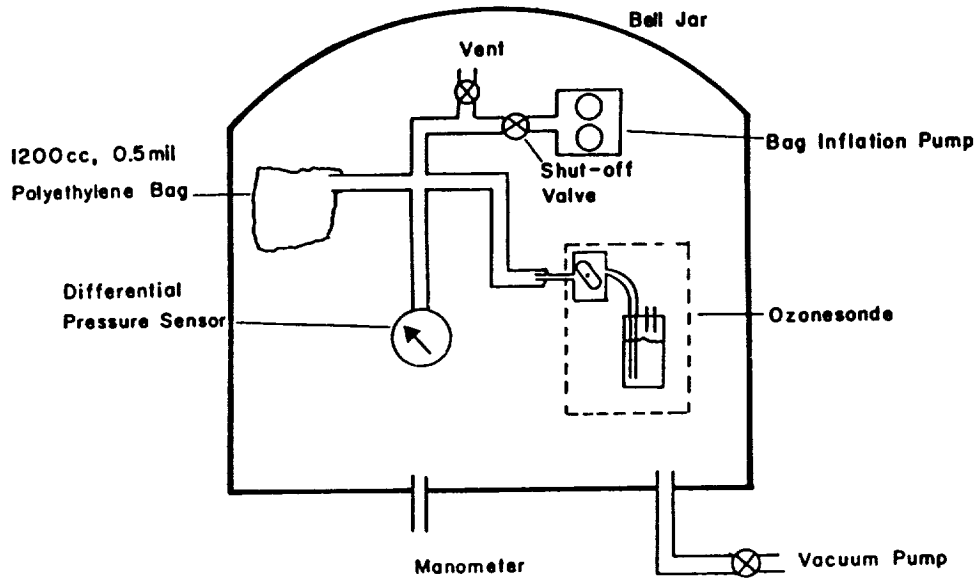 Bell Jar
Vent
1200cc, 0.5mil
Polyethylene Bag
Bag Inflation Pump
Shut-off
Valve
Differential
Pressure Sensor
Ozonesonde
Manometer
Vacuum Pump